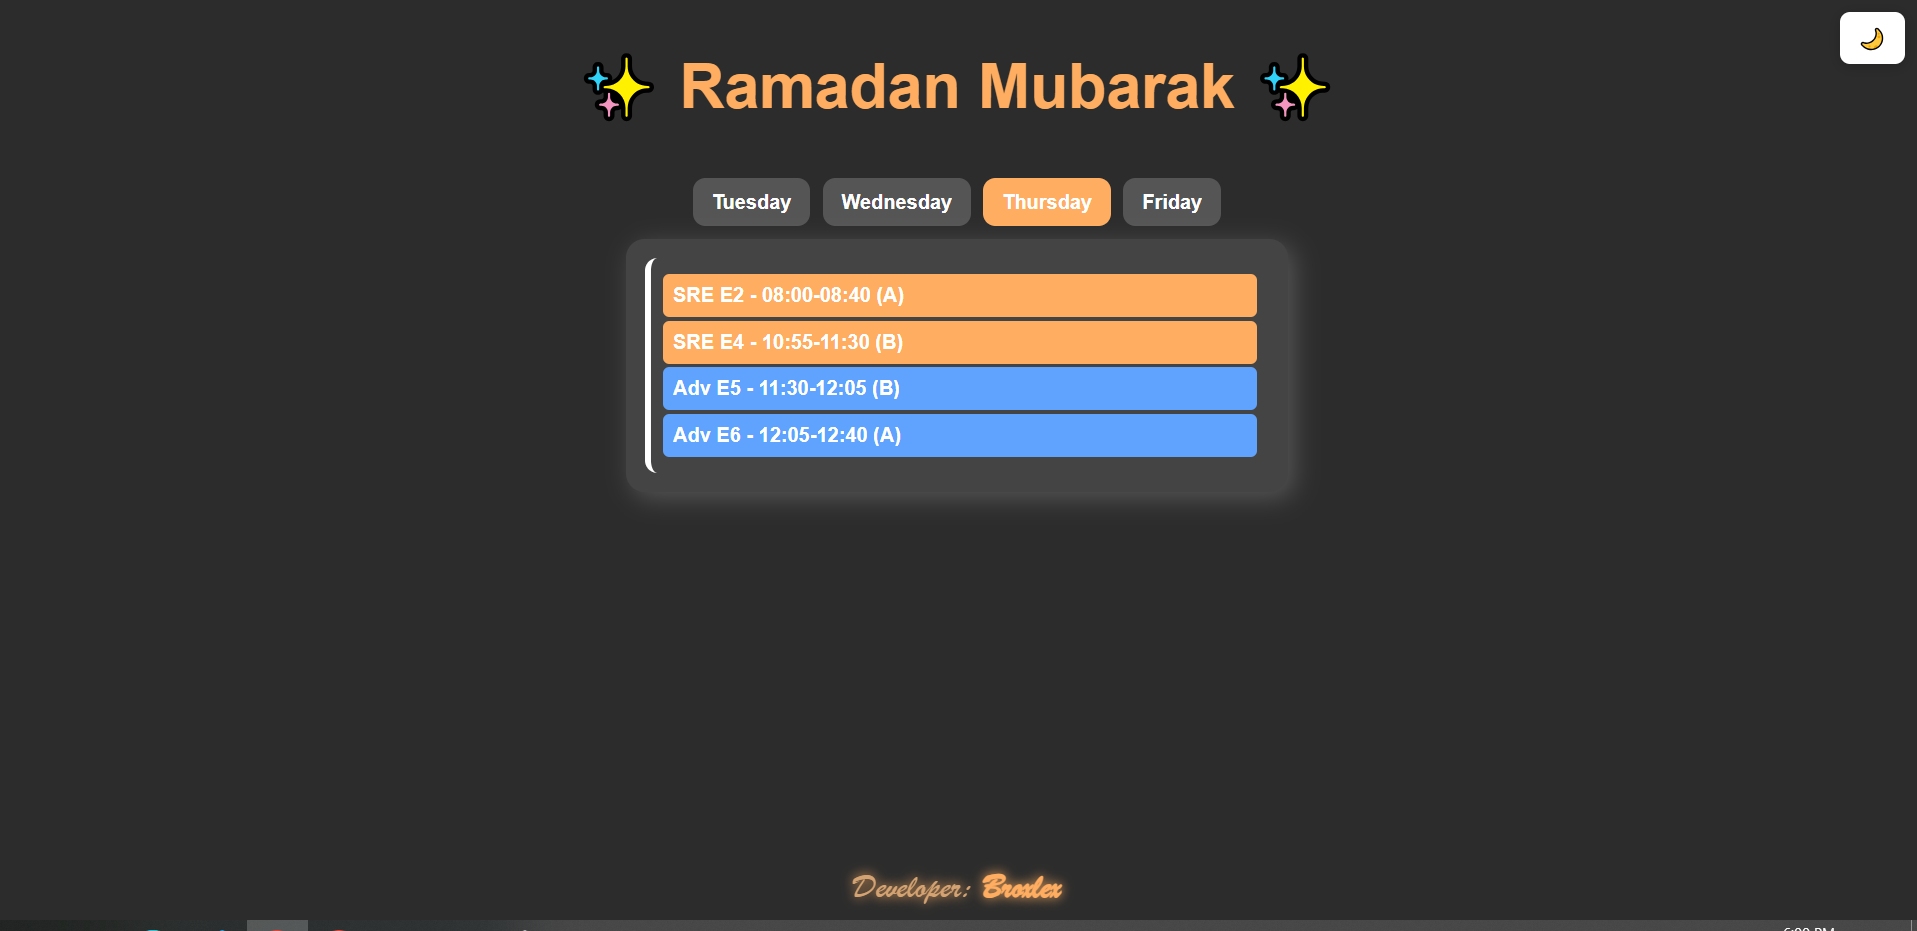 Ramadan Mubarak
Tuesday Wednesday Thursday Friday
SRE E2 - 08:00-08:40 (A)
SRE E4 - 10:55-11:30 (B)
Adv E5 - 11:30-12:05 (B)
Adv E6 - 12:05-12:40 (A)
Developer: Broxlex